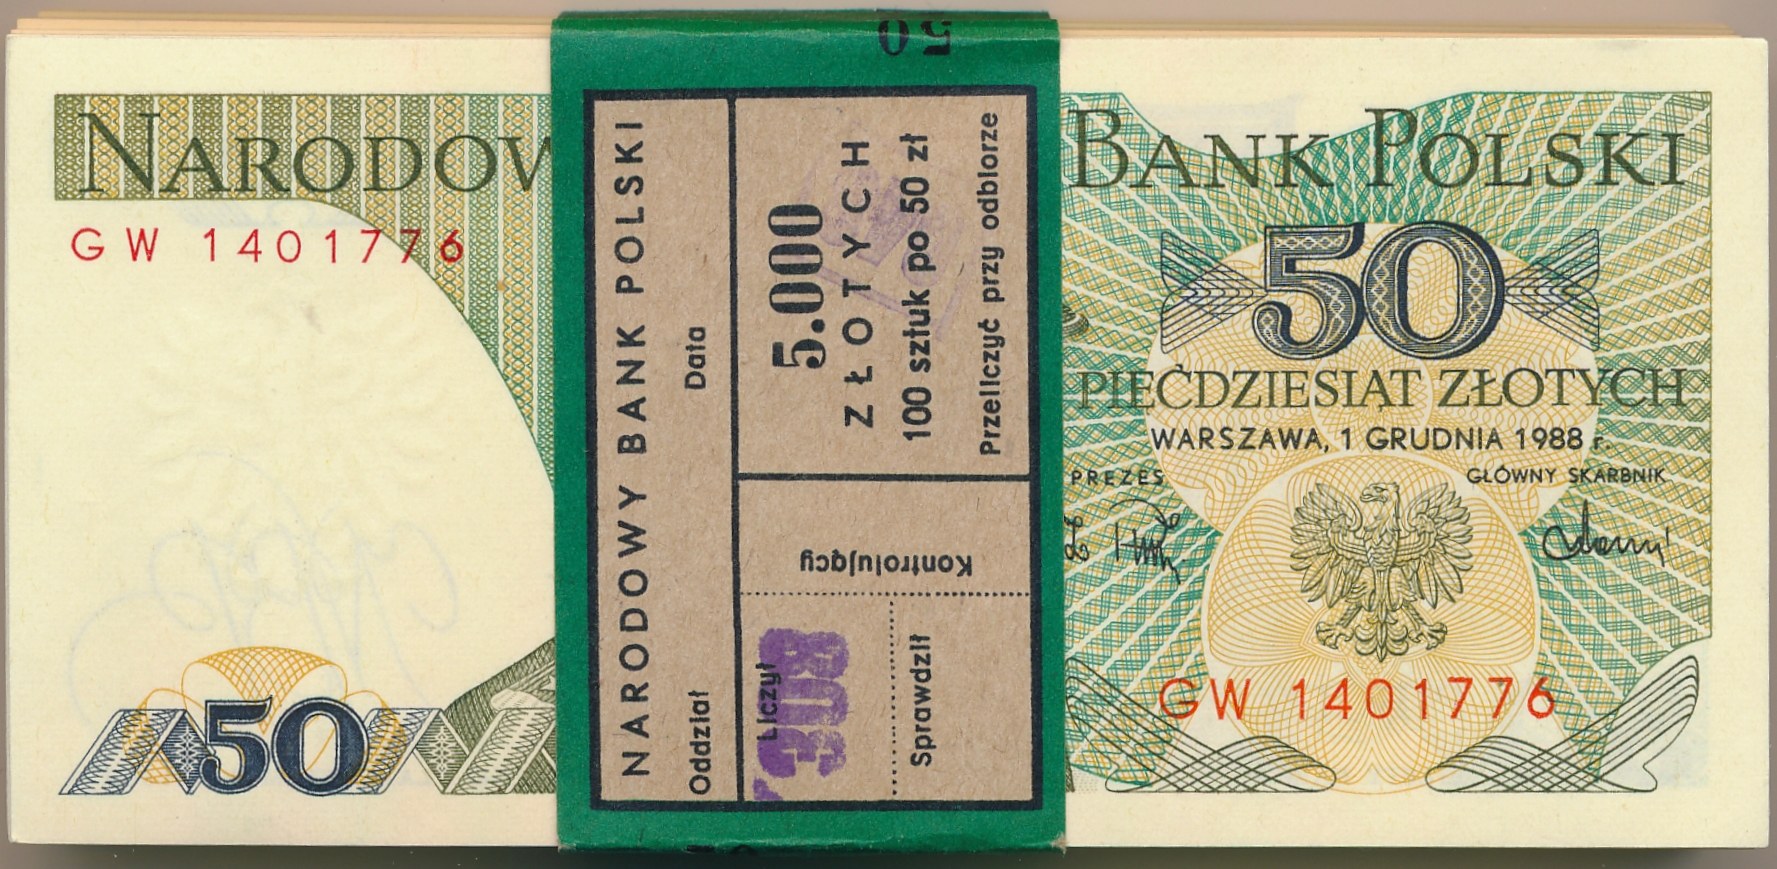 NARODOW
GW 1401776
50
50
NARODOWY BANK POLSKI
Oddział Data
5.000
ZŁOTYCH
100 sztuk po 50 zł
Przeliczyć przy odbiorze
Kontrolujący
Liczył
308
Sprawdził
BANK POLSKI
50
PIĘĆDZIESIĄT ZŁOTYCH
WARSZAWA, 1 GRUDNIA 1988 r.
PREZES GŁÓWNY SKARBNIK
GW 1401776